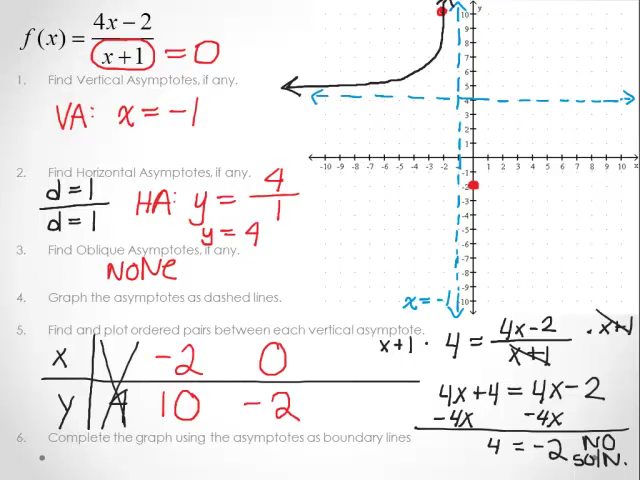 f(x) = 4x − 2 / x + 1 = 0
1. Find Vertical Asymptotes, if any.
VA: x = −1
2. Find Horizontal Asymptotes, if any.
d = 1 / d = 1
HA: y = 4/1
y = 4
3. Find Oblique Asymptotes, if any.
NONE
4. Graph the asymptotes as dashed lines.
5. Find and plot ordered pairs between each vertical asymptote.
x V −2 0
y A 10 −2
6. Complete the graph using the asymptotes as boundary lines
y
10
9
8
7
6
5
4
3
2
1
-10 -9 -8 -7 -6 -5 -4 -3 -2 -1 1 2 3 4 5 6 7 8 9 10 x
-2
-3
-4
-5
-6
-7
-8
-9
10
x = −1
x+1 · 4 = 4x−2 / x+1 · x+1
4x+4 = 4x−2
−4x −4x
4 = −2 NO
SOlN.